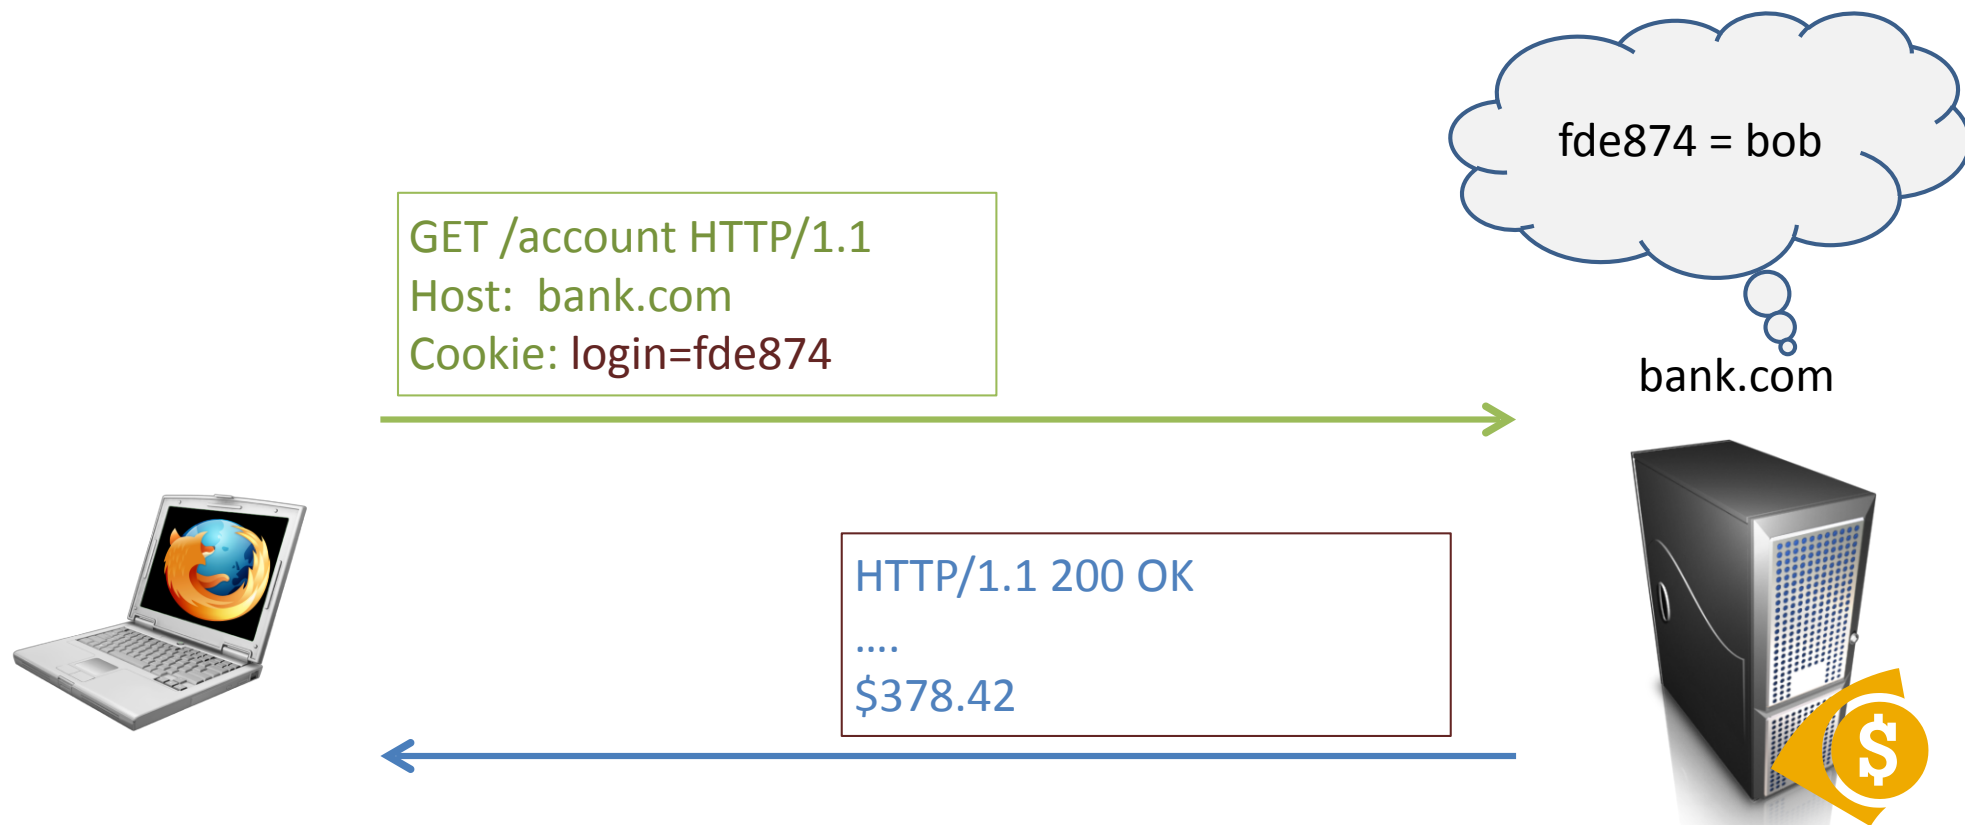 fde874 = bob
GET /account HTTP/1.1
Host: bank.com
Cookie: login=fde874
bank.com
HTTP/1.1 200 OK
....
$378.42
$